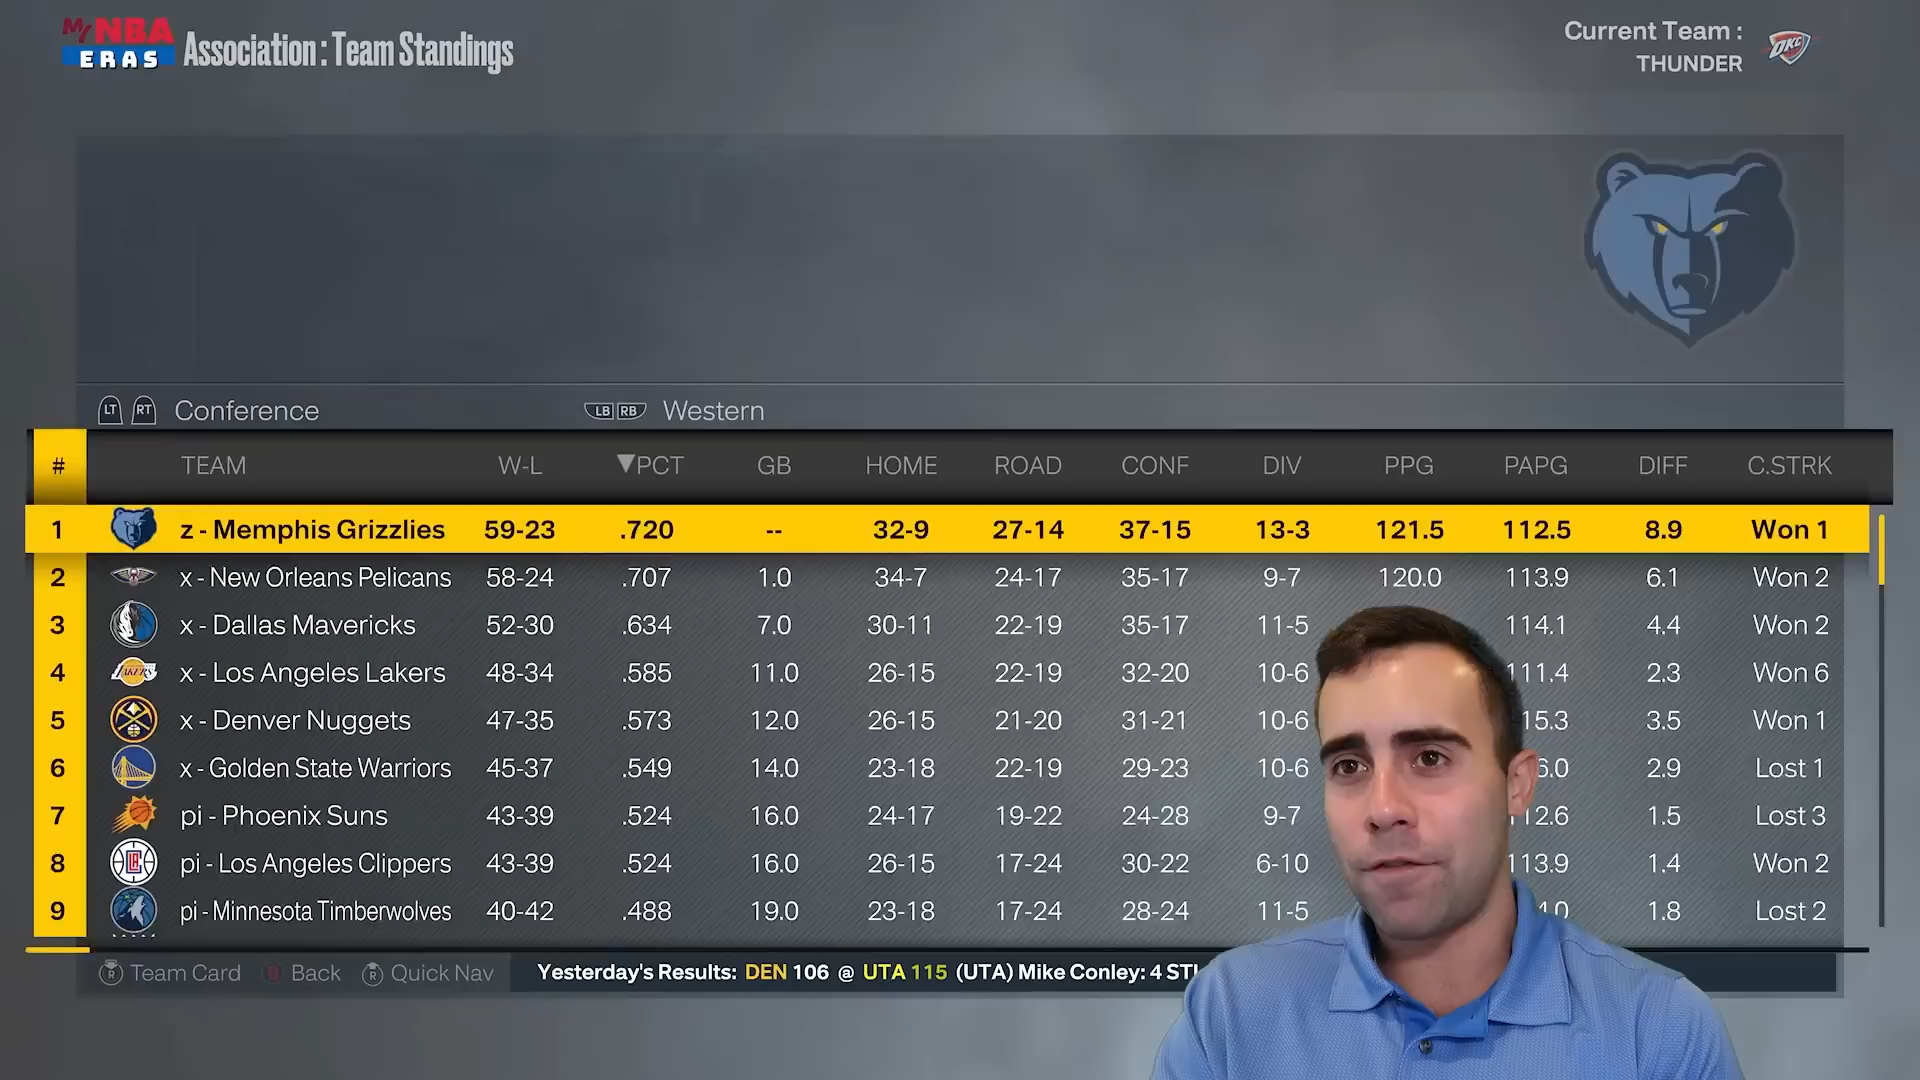 My NBA ERAS Association : Team Standings
Current Team :
THUNDER
OKC
LT RT Conference LB RB Western
# TEAM W-L ▼PCT GB HOME ROAD CONF DIV PPG PAPG DIFF C.STRK
1 z - Memphis Grizzlies 59-23 .720 -- 32-9 27-14 37-15 13-3 121.5 112.5 8.9 Won 1
2 x - New Orleans Pelicans 58-24 .707 1.0 34-7 24-17 35-17 9-7 120.0 113.9 6.1 Won 2
3 x - Dallas Mavericks 52-30 .634 7.0 30-11 22-19 35-17 11-5 114.1 4.4 Won 2
4 x - Los Angeles Lakers 48-34 .585 11.0 26-15 22-19 32-20 10-6 111.4 2.3 Won 6
5 x - Denver Nuggets 47-35 .573 12.0 26-15 21-20 31-21 10-6 15.3 3.5 Won 1
6 x - Golden State Warriors 45-37 .549 14.0 23-18 22-19 29-23 10-6 6.0 2.9 Lost 1
7 pi - Phoenix Suns 43-39 .524 16.0 24-17 19-22 24-28 9-7 112.6 1.5 Lost 3
8 pi - Los Angeles Clippers 43-39 .524 16.0 26-15 17-24 30-22 6-10 113.9 1.4 Won 2
9 pi - Minnesota Timberwolves 40-42 .488 19.0 23-18 17-24 28-24 11-5 1.8 Lost 2
R Team Card B Back R Quick Nav Yesterday's Results: DEN 106 @ UTA 115 (UTA) Mike Conley: 4 STL